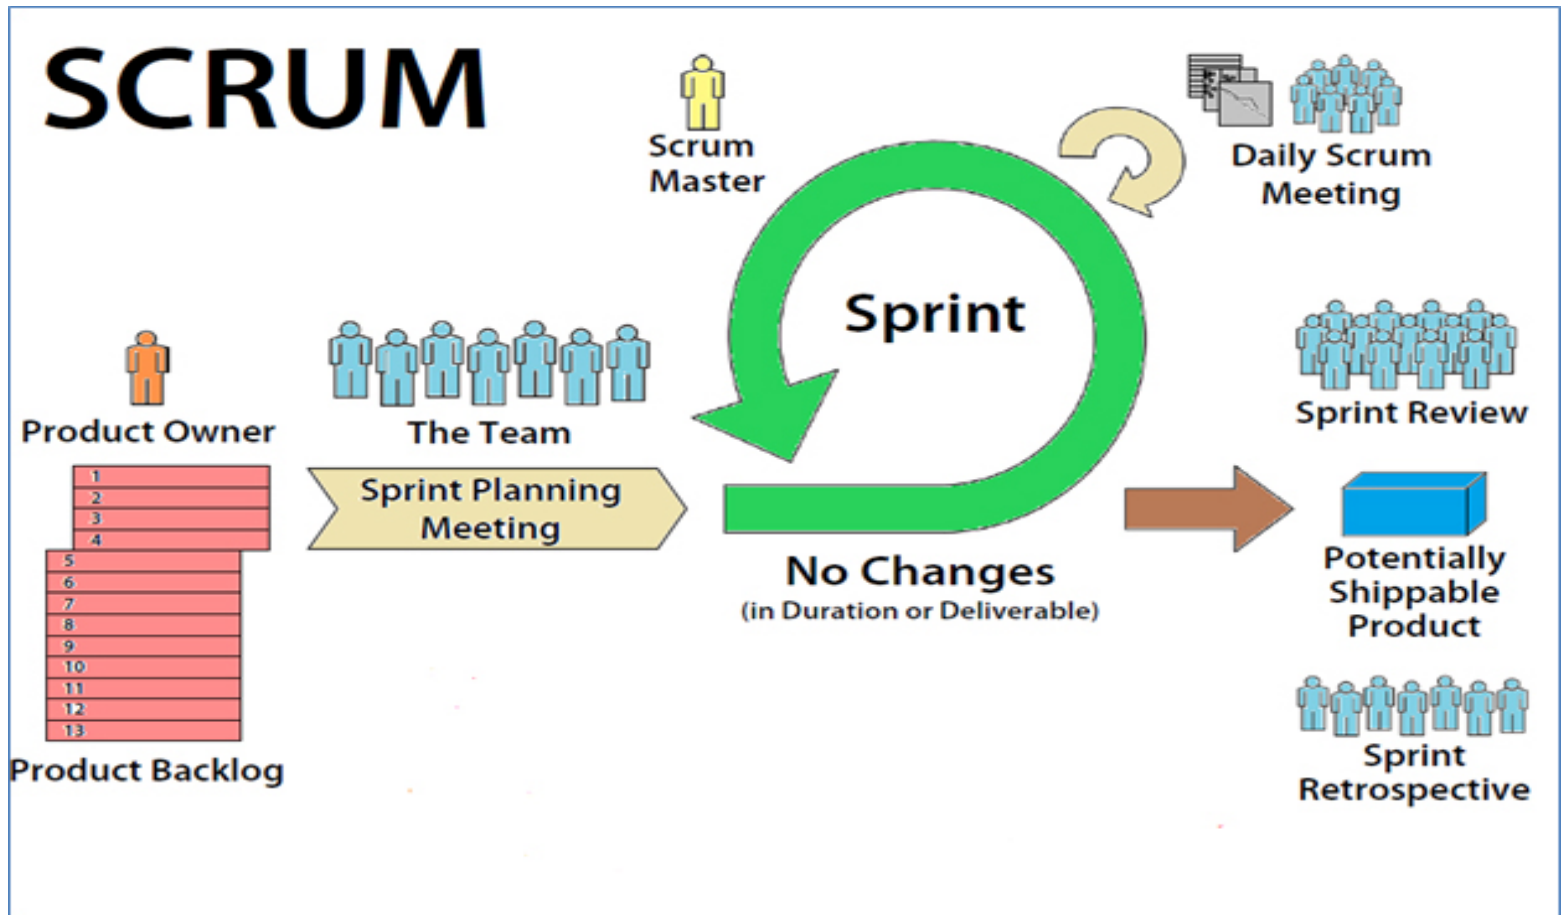 SCRUM
Scrum
Master
Daily Scrum
Meeting
Sprint
Product Owner
The Team
Sprint Review
1
2
3
4
5
6
7
8
9
10
11
12
13
Product Backlog
Sprint Planning
Meeting
No Changes
(in Duration or Deliverable)
Potentially
Shippable
Product
Sprint
Retrospective